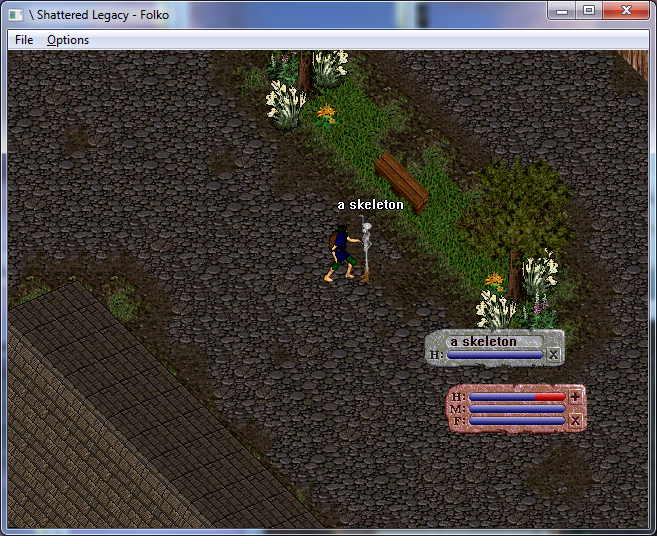 \ Shattered Legacy - Folko
File Options
a skeleton
a skeleton
H: X
H: +
M:
F: X